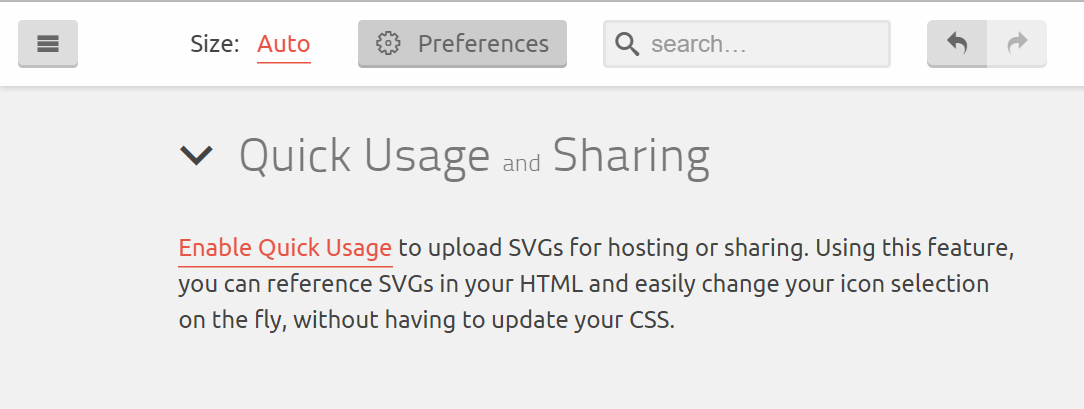 Size: Auto Preferences search...
Quick Usage and Sharing
Enable Quick Usage to upload SVGs for hosting or sharing. Using this feature,
you can reference SVGs in your HTML and easily change your icon selection
on the fly, without having to update your CSS.